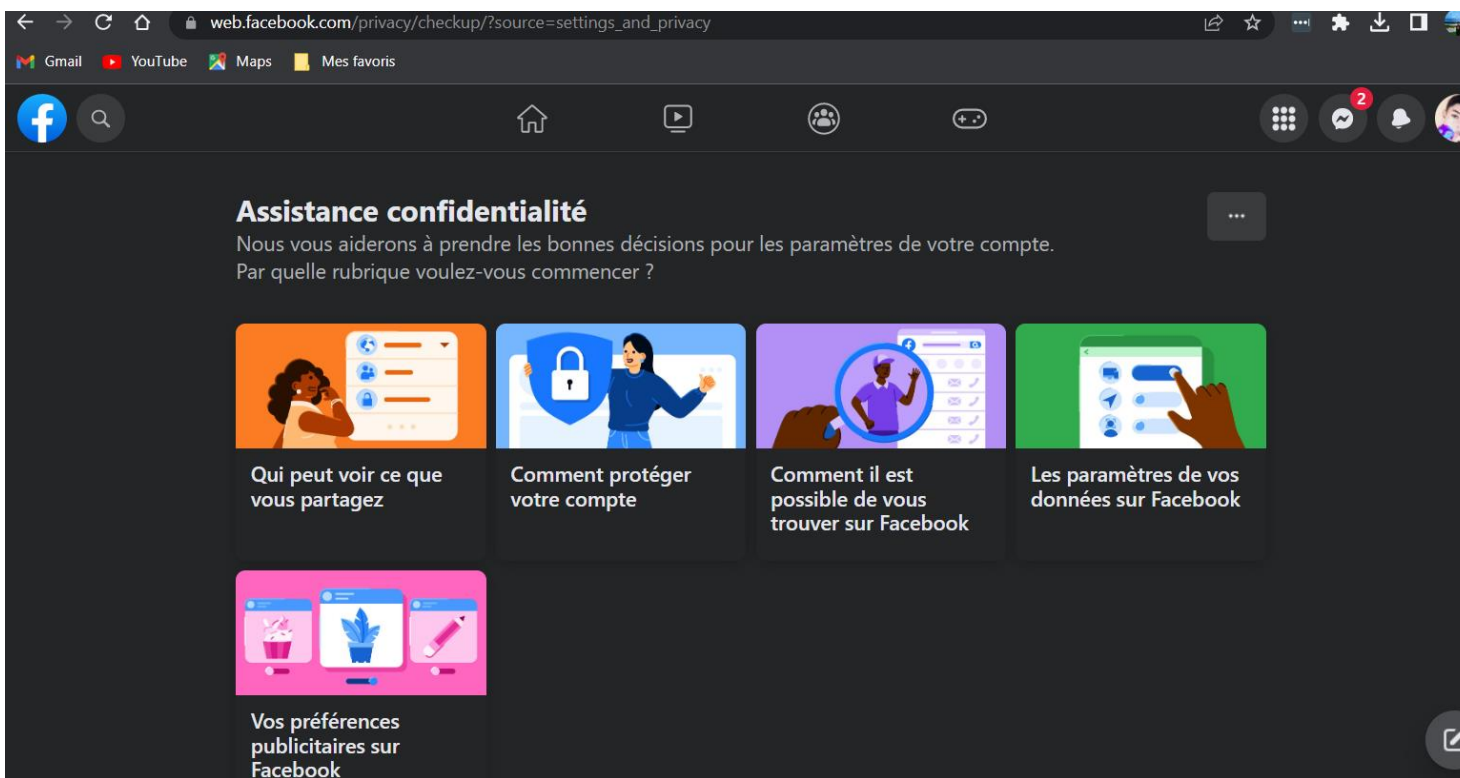 web.facebook.com/privacy/checkup/?source=settings_and_privacy
Gmail YouTube Maps Mes favoris
2
Assistance confidentialité
Nous vous aiderons à prendre les bonnes décisions pour les paramètres de votre compte.
Par quelle rubrique voulez-vous commencer ?
Qui peut voir ce que
vous partagez
Comment protéger
votre compte
Comment il est
possible de vous
trouver sur Facebook
Les paramètres de vos
données sur Facebook
Vos préférences
publicitaires sur
Facebook